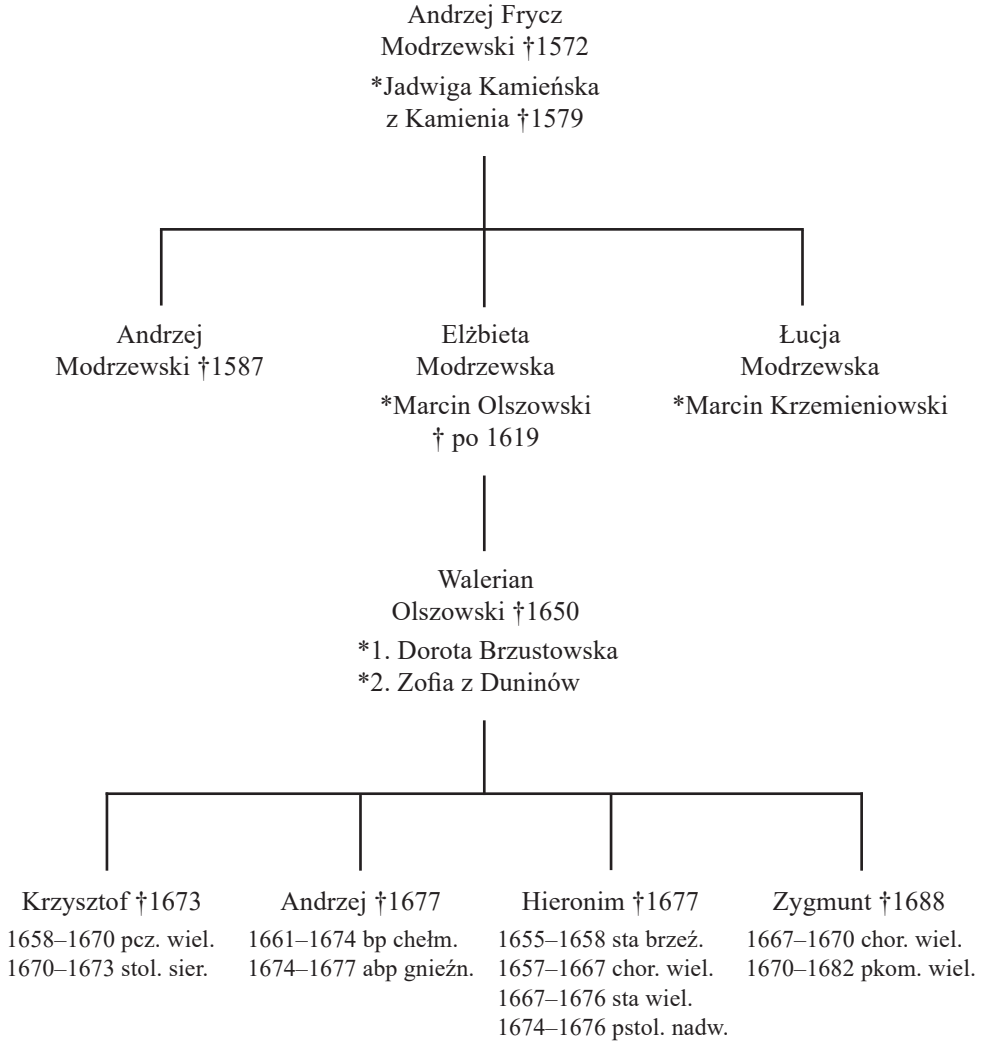 Andrzej Frycz
Modrzewski †1572
*Jadwiga Kamieńska
z Kamienia †1579
Andrzej
Modrzewski †1587
Elżbieta
Modrzewska
*Marcin Olszowski
† po 1619
Łucja
Modrzewska
*Marcin Krzemieniowski
Walerian
Olszowski †1650
*1. Dorota Brzustowska
*2. Zofia z Duninów
Krzysztof †1673
1658–1670 pcz. wiel.
1670–1673 stol. sier.
Andrzej †1677
1661–1674 bp chełm.
1674–1677 abp gnieźn.
Hieronim †1677
1655–1658 sta brzeź.
1657–1667 chor. wiel.
1667–1676 sta wiel.
1674–1676 pstol. nadw.
Zygmunt †1688
1667–1670 chor. wiel.
1670–1682 pkom. wiel.